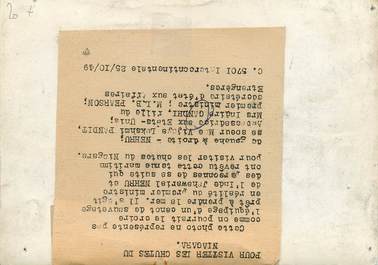 POUR VISITER LES CHUTES DU
NIAGARA.
Cette photo ne représente pas
comme on pourrait le croire
l'équipage d'un canot de sauvetage
prêt à prendre la mer. Il s'agit
en réalité du premier ministre
de l'Inde Jawaherlal NEHRU et
des personnes de sa suite qui
ont revêtu cette tenue maritim
pour visiter les chutes du Niagara.
de gauche à droite - NEHRU;
sa soeur Mme Vijaya Lakshmi PANDIT,
ambassadrice aux Etats-Unis;
Mrs Indira GANDHI, fille du
premier ministre; M.L.B. PEARSON,
secrétaire d'état aux affaires
Etrangères
C. 5701 Intercontinentale 25/10/49